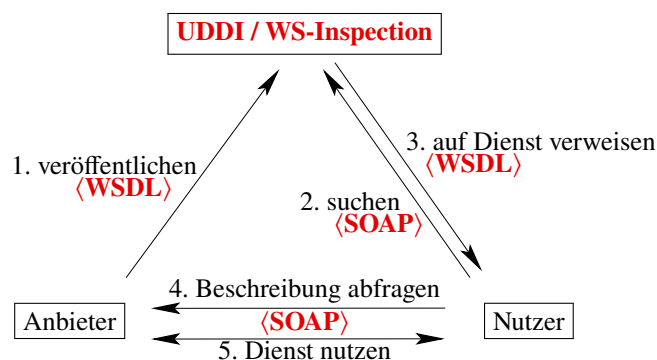 UDDI / WS-Inspection
1. veröffentlichen
⟨WSDL⟩
3. auf Dienst verweisen
⟨WSDL⟩
2. suchen
⟨SOAP⟩
4. Beschreibung abfragen
Anbieter
⟨SOAP⟩
Nutzer
5. Dienst nutzen